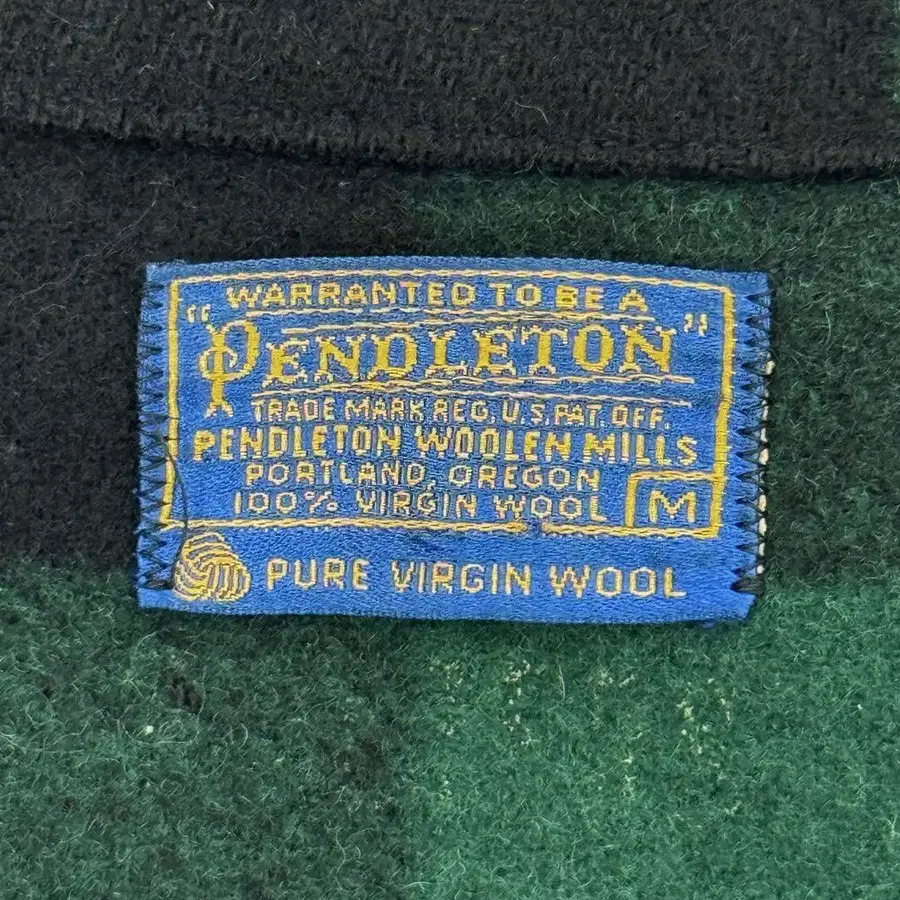 WARRANTED TO BE A
"PENDLETON"
TRADE MARK REG. U.S. PAT. OFF.
PENDLETON WOOLEN MILLS
PORTLAND, OREGON
100% VIRGIN WOOL M
PURE VIRGIN WOOL